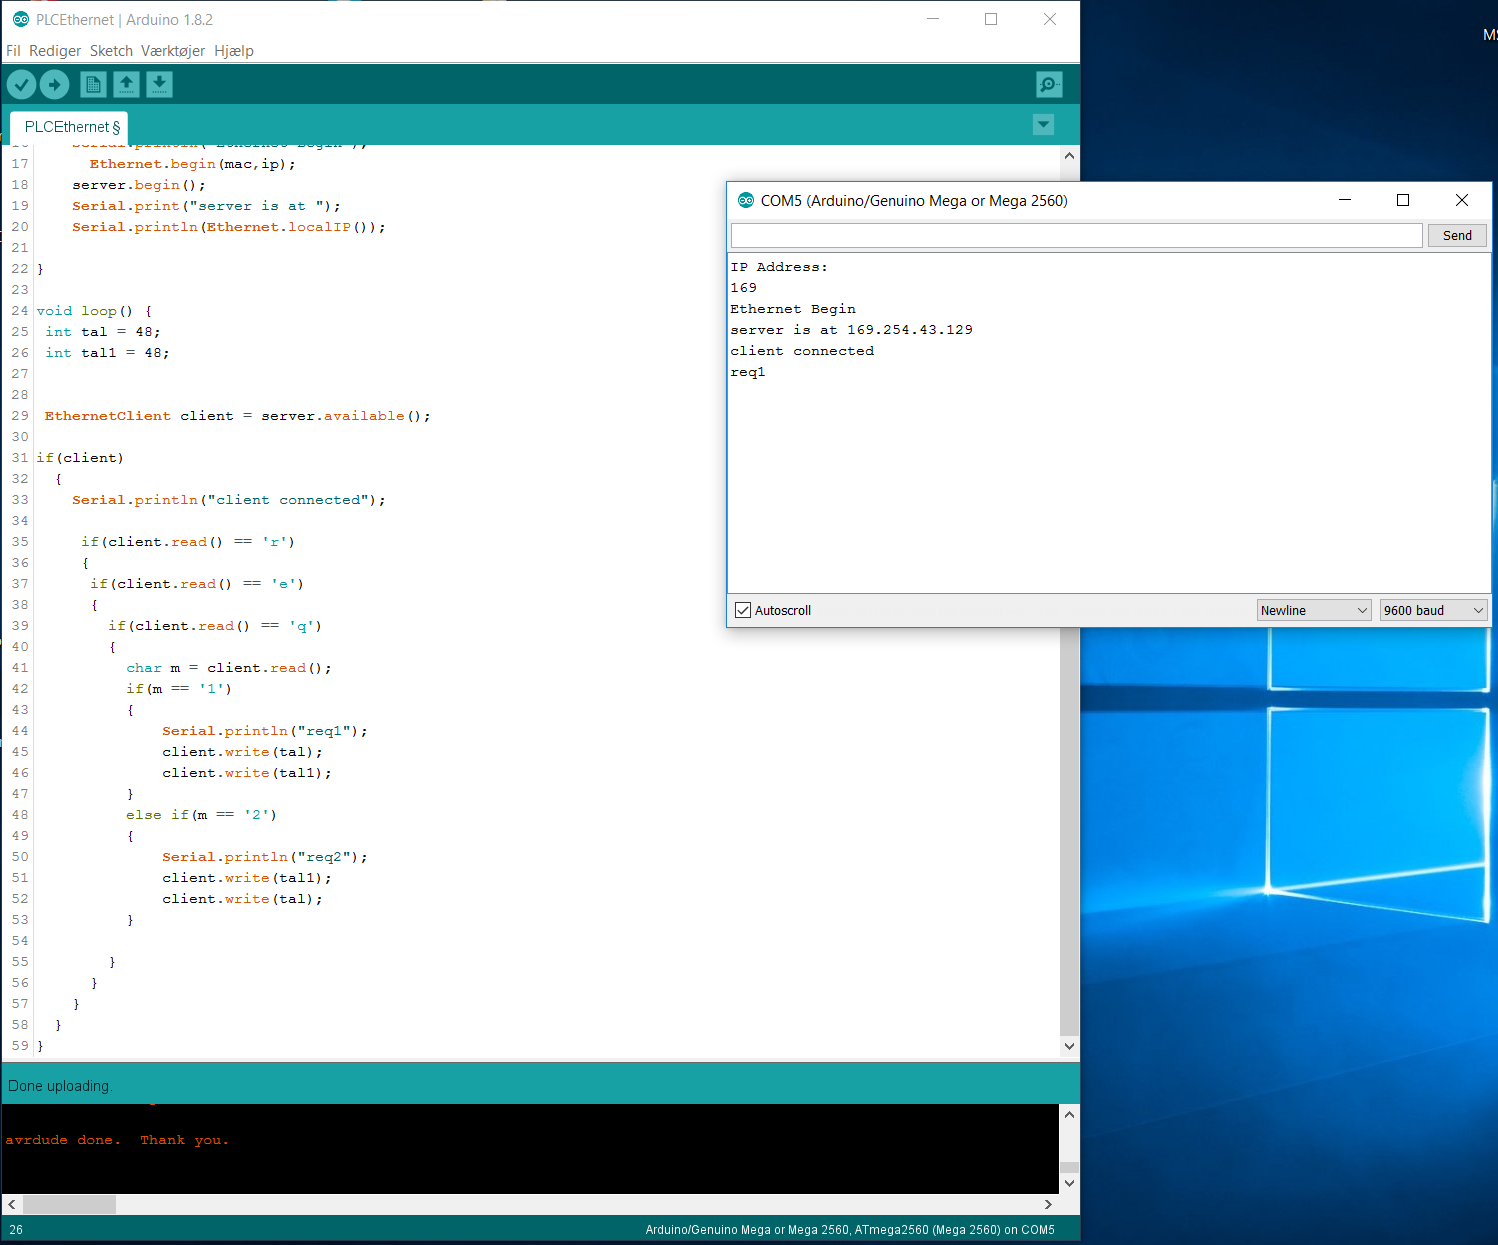 PLCEthernet | Arduino 1.8.2
Fil Rediger Sketch Værktøjer Hjælp
PLCEthernet §
16 Serial.println("Ethernet Begin");
17 Ethernet.begin(mac,ip);
18 server.begin();
19 Serial.print("server is at ");
20 Serial.println(Ethernet.localIP());
21
22 }
23
24 void loop() {
25 int tal = 48;
26 int tal1 = 48;
27
28
29 EthernetClient client = server.available();
30
31 if(client)
32 {
33 Serial.println("client connected");
34
35 if(client.read() == 'r')
36 {
37 if(client.read() == 'e')
38 {
39 if(client.read() == 'q')
40 {
41 char m = client.read();
42 if(m == '1')
43 {
44 Serial.println("req1");
45 client.write(tal);
46 client.write(tal1);
47 }
48 else if(m == '2')
49 {
50 Serial.println("req2");
51 client.write(tal1);
52 client.write(tal);
53 }
54
55 }
56 }
57 }
58 }
59 }
Done uploading.
avrdude done.  Thank you.
26
Arduino/Genuino Mega or Mega 2560, ATmega2560 (Mega 2560) on COM5
COM5 (Arduino/Genuino Mega or Mega 2560)
Send
IP Address:
169
Ethernet Begin
server is at 169.254.43.129
client connected
req1
Autoscroll
Newline
9600 baud